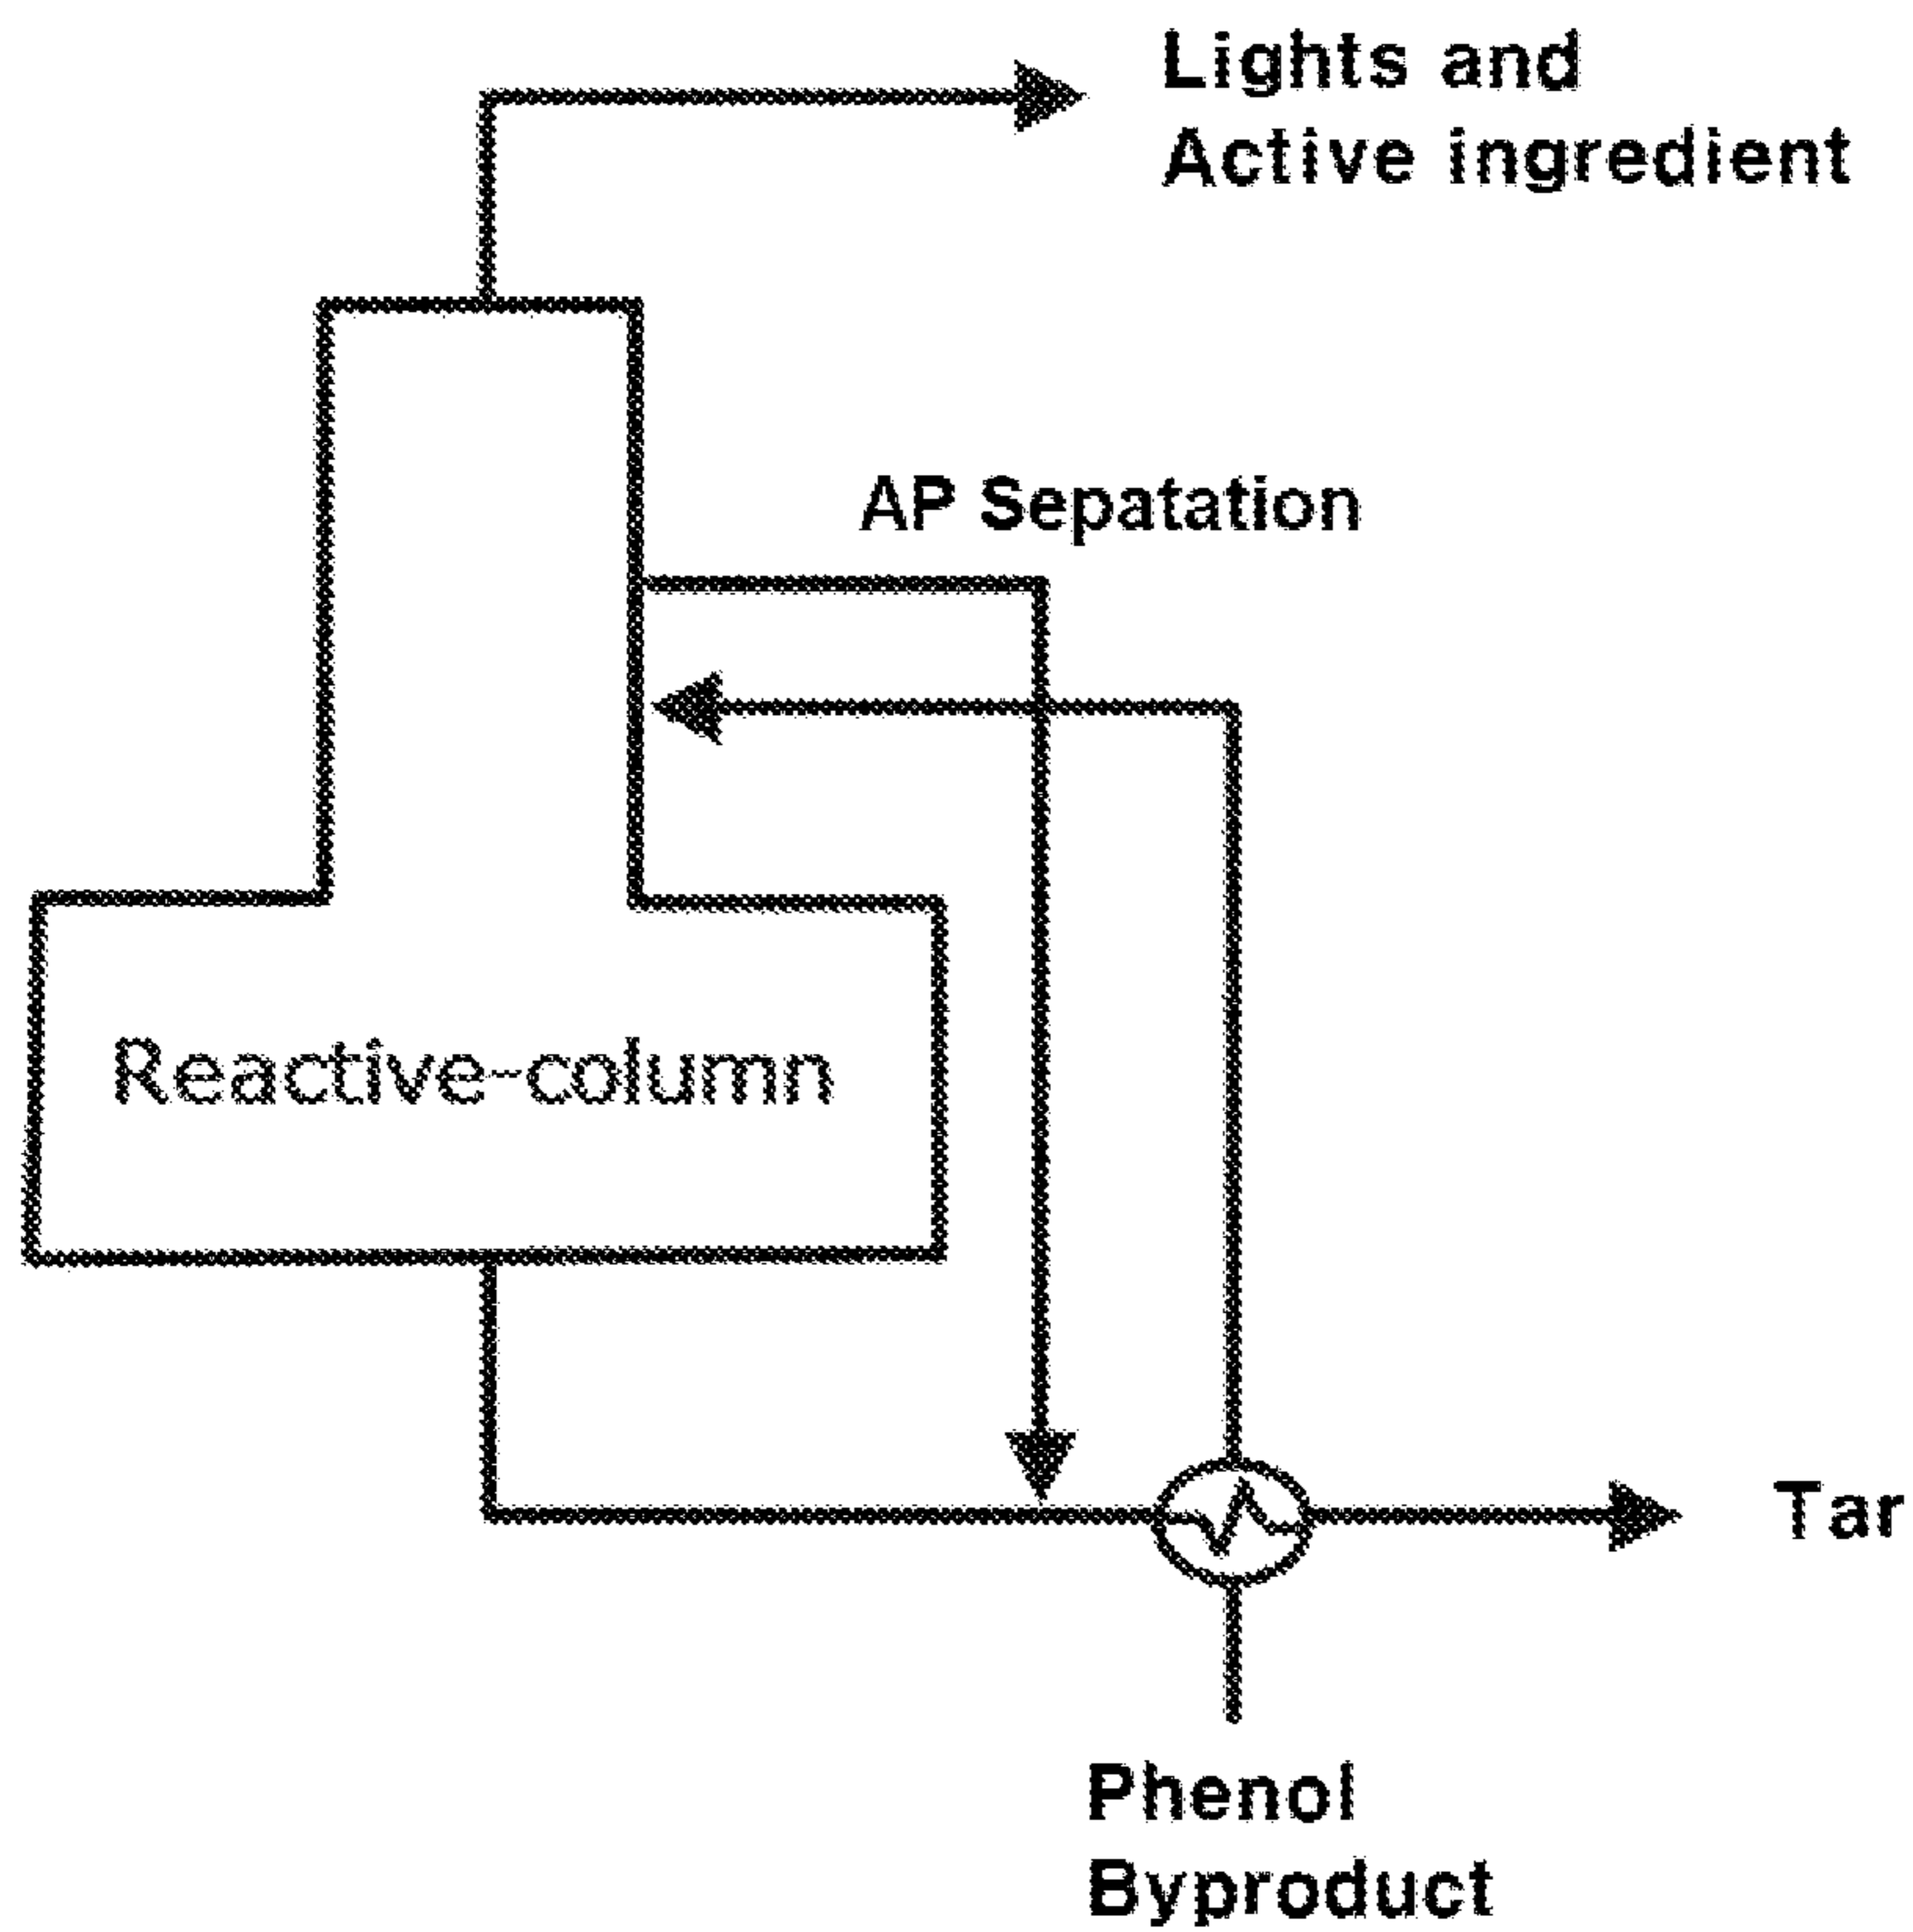 Lights and
Active ingredient
AP Sepatation
Reactive-column
Tar
Phenol
Byproduct